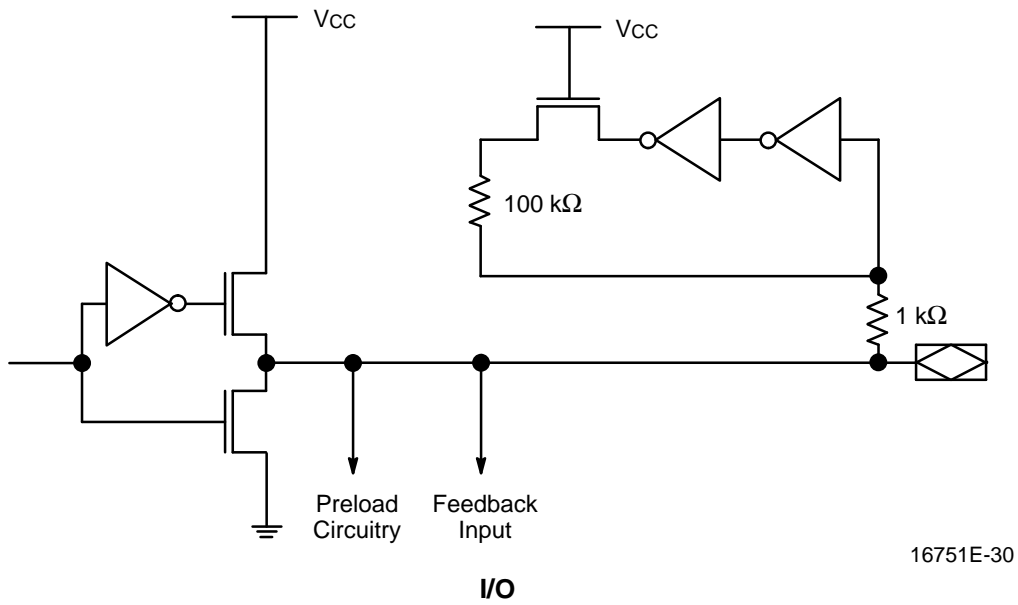 VCC
VCC
100 kΩ
1 kΩ
Preload
Circuitry
Feedback
Input
16751E-30
I/O